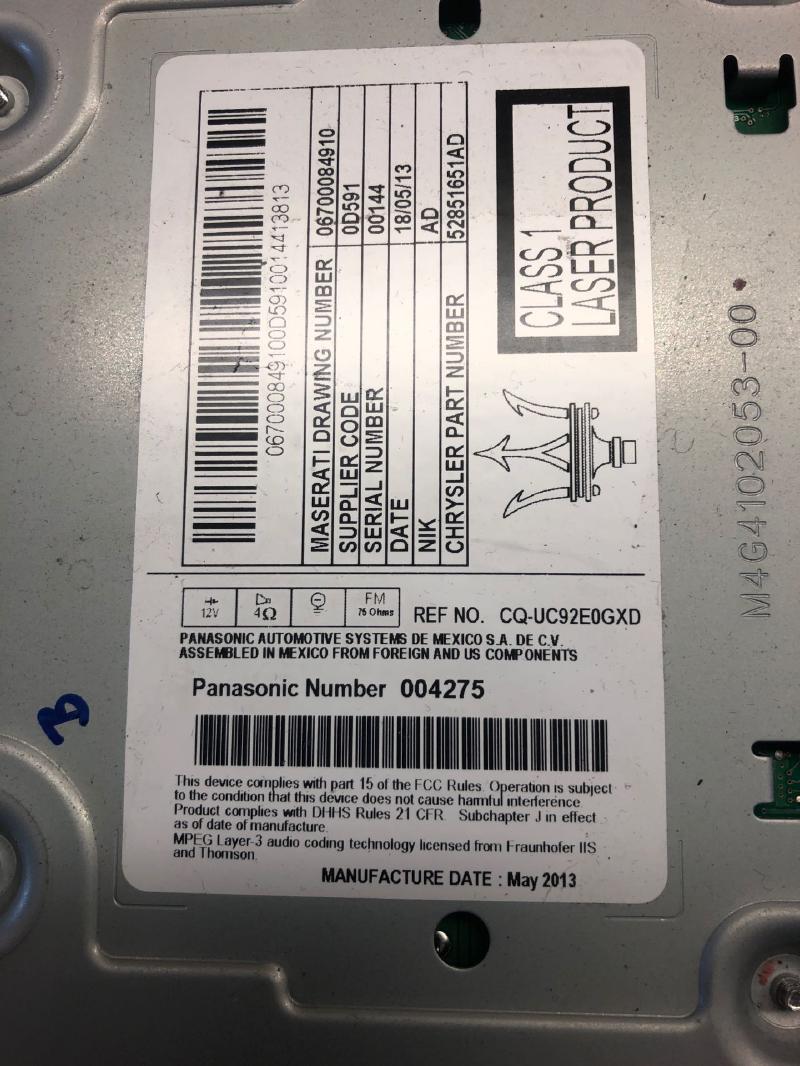 06700084910OD5910014413813
MASERATI DRAWING NUMBER 06700084910
SUPPLIER CODE 0D591
SERIAL NUMBER 00144
DATE 18/05/13
NIK AD
CHRYSLER PART NUMBER 52851651AD
CLASS 1
LASER PRODUCT
12V
4Ω
FM
75 Ohms
REF NO. CQ-UC92E0GXD
PANASONIC AUTOMOTIVE SYSTEMS DE MEXICO S.A. DE C.V.
ASSEMBLED IN MEXICO FROM FOREIGN AND US COMPONENTS
Panasonic Number 004275
This device complies with part 15 of the FCC Rules. Operation is subject
to the condition that this device does not cause harmful interference.
Product complies with DHHS Rules 21 CFR. Subchapter J in effect
as of date of manufacture.
MPEG Layer-3 audio coding technology licensed from Fraunhofer IIS
and Thomson.
MANUFACTURE DATE : May 2013
M4G4102053-00